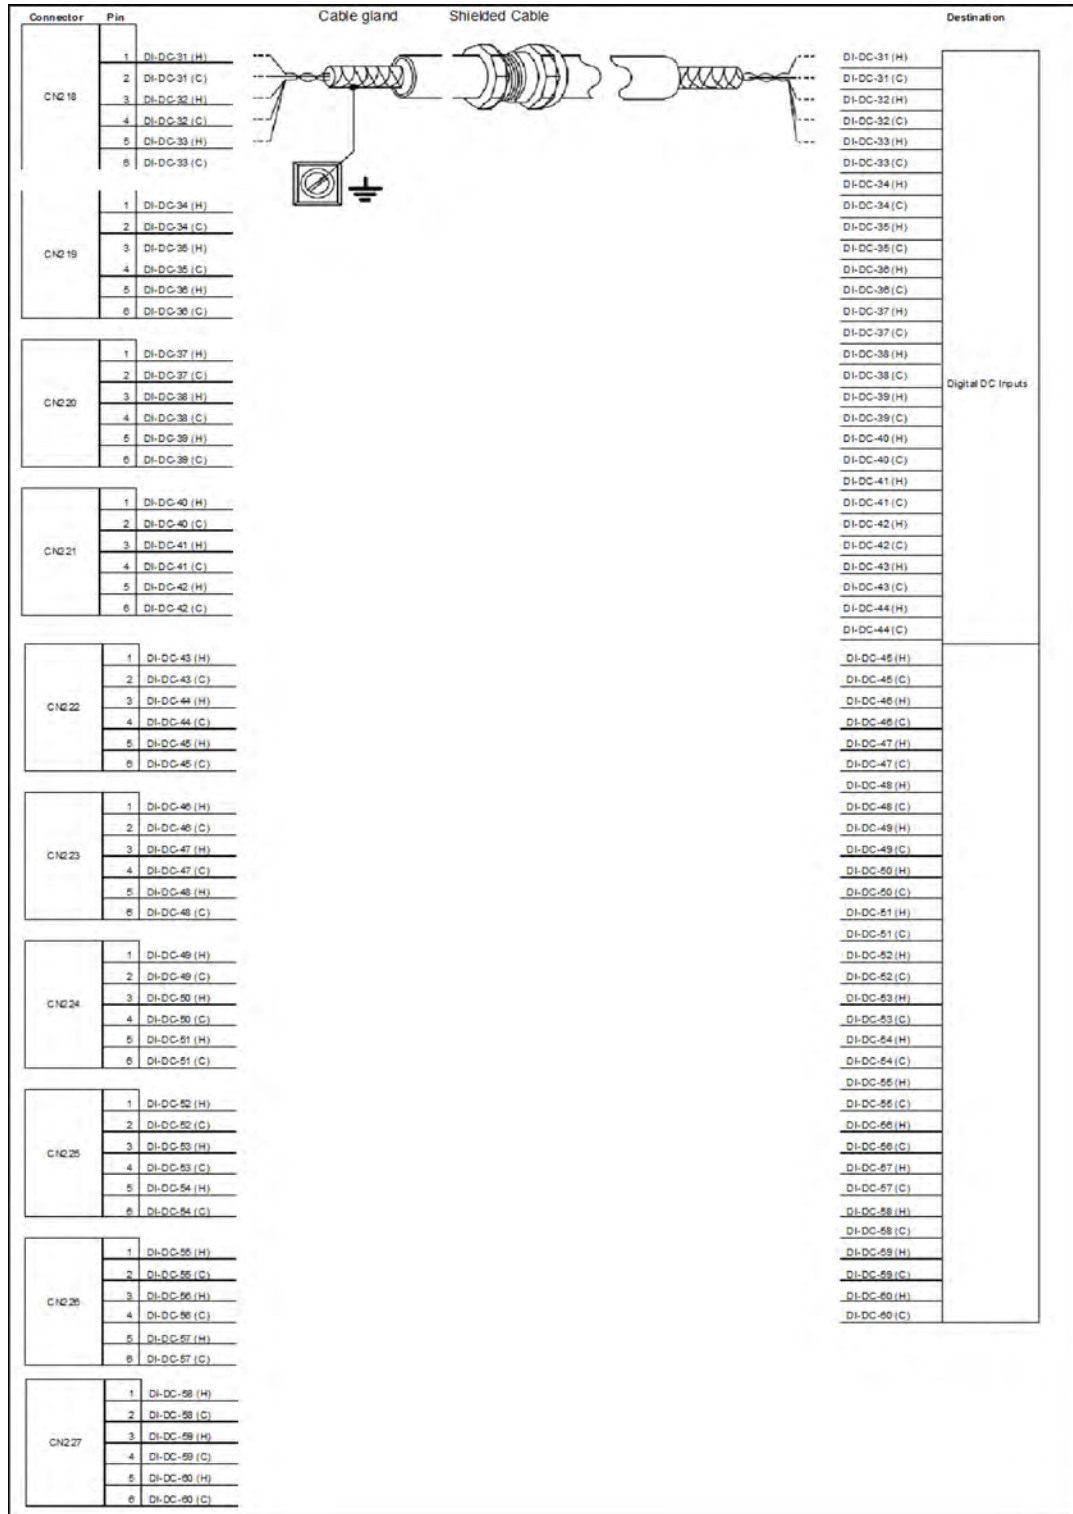 Connector Pin Cable gland Shielded Cable Destination
CN218
1 DI-DC-31 (H)
2 DI-DC-31 (C)
3 DI-DC-32 (H)
4 DI-DC-32 (C)
5 DI-DC-33 (H)
6 DI-DC-33 (C)
CN219
1 DI-DC-34 (H)
2 DI-DC-34 (C)
3 DI-DC-35 (H)
4 DI-DC-35 (C)
5 DI-DC-36 (H)
6 DI-DC-36 (C)
CN220
1 DI-DC-37 (H)
2 DI-DC-37 (C)
3 DI-DC-38 (H)
4 DI-DC-38 (C)
5 DI-DC-39 (H)
6 DI-DC-39 (C)
CN221
1 DI-DC-40 (H)
2 DI-DC-40 (C)
3 DI-DC-41 (H)
4 DI-DC-41 (C)
5 DI-DC-42 (H)
6 DI-DC-42 (C)
CN222
1 DI-DC-43 (H)
2 DI-DC-43 (C)
3 DI-DC-44 (H)
4 DI-DC-44 (C)
5 DI-DC-45 (H)
6 DI-DC-45 (C)
CN223
1 DI-DC-46 (H)
2 DI-DC-46 (C)
3 DI-DC-47 (H)
4 DI-DC-47 (C)
5 DI-DC-48 (H)
6 DI-DC-48 (C)
CN224
1 DI-DC-49 (H)
2 DI-DC-49 (C)
3 DI-DC-50 (H)
4 DI-DC-50 (C)
5 DI-DC-51 (H)
6 DI-DC-51 (C)
CN225
1 DI-DC-52 (H)
2 DI-DC-52 (C)
3 DI-DC-53 (H)
4 DI-DC-53 (C)
5 DI-DC-54 (H)
6 DI-DC-54 (C)
CN226
1 DI-DC-55 (H)
2 DI-DC-55 (C)
3 DI-DC-56 (H)
4 DI-DC-56 (C)
5 DI-DC-57 (H)
6 DI-DC-57 (C)
CN227
1 DI-DC-58 (H)
2 DI-DC-58 (C)
3 DI-DC-59 (H)
4 DI-DC-59 (C)
5 DI-DC-60 (H)
6 DI-DC-60 (C)
DI-DC-31 (H)
DI-DC-31 (C)
DI-DC-32 (H)
DI-DC-32 (C)
DI-DC-33 (H)
DI-DC-33 (C)
DI-DC-34 (H)
DI-DC-34 (C)
DI-DC-35 (H)
DI-DC-35 (C)
DI-DC-36 (H)
DI-DC-36 (C)
DI-DC-37 (H)
DI-DC-37 (C)
DI-DC-38 (H)
DI-DC-38 (C)
DI-DC-39 (H)
DI-DC-39 (C)
DI-DC-40 (H)
DI-DC-40 (C)
DI-DC-41 (H)
DI-DC-41 (C)
DI-DC-42 (H)
DI-DC-42 (C)
DI-DC-43 (H)
DI-DC-43 (C)
DI-DC-44 (H)
DI-DC-44 (C)
Digital DC Inputs
DI-DC-45 (H)
DI-DC-45 (C)
DI-DC-46 (H)
DI-DC-46 (C)
DI-DC-47 (H)
DI-DC-47 (C)
DI-DC-48 (H)
DI-DC-48 (C)
DI-DC-49 (H)
DI-DC-49 (C)
DI-DC-50 (H)
DI-DC-50 (C)
DI-DC-51 (H)
DI-DC-51 (C)
DI-DC-52 (H)
DI-DC-52 (C)
DI-DC-53 (H)
DI-DC-53 (C)
DI-DC-54 (H)
DI-DC-54 (C)
DI-DC-55 (H)
DI-DC-55 (C)
DI-DC-56 (H)
DI-DC-56 (C)
DI-DC-57 (H)
DI-DC-57 (C)
DI-DC-58 (H)
DI-DC-58 (C)
DI-DC-59 (H)
DI-DC-59 (C)
DI-DC-60 (H)
DI-DC-60 (C)